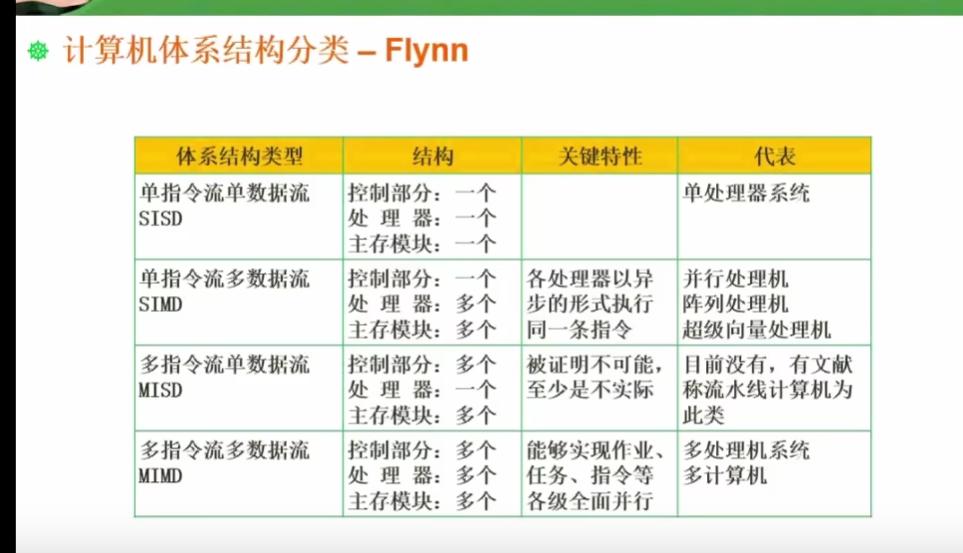 计算机体系结构分类 – Flynn
体系结构类型 结构 关键特性 代表
单指令流单数据流
SISD
控制部分：一个
处 理 器：一个
主存模块：一个
单处理器系统
单指令流多数据流
SIMD
控制部分：一个
处 理 器：多个
主存模块：多个
各处理器以异
步的形式执行
同一条指令
并行处理机
阵列处理机
超级向量处理机
多指令流单数据流
MISD
控制部分：多个
处 理 器：一个
主存模块：多个
被证明不可能，
至少是不实际
目前没有，有文献
称流水线计算机为
此类
多指令流多数据流
MIMD
控制部分：多个
处 理 器：多个
主存模块：多个
能够实现作业、
任务、指令等
各级全面并行
多处理机系统
多计算机